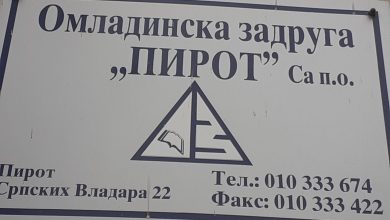 Омладинска задруга
„ПИРОТ” Са п.о.
Пирот
Српских Владара 22
Тел.: 010 333 674
Факс: 010 333 422